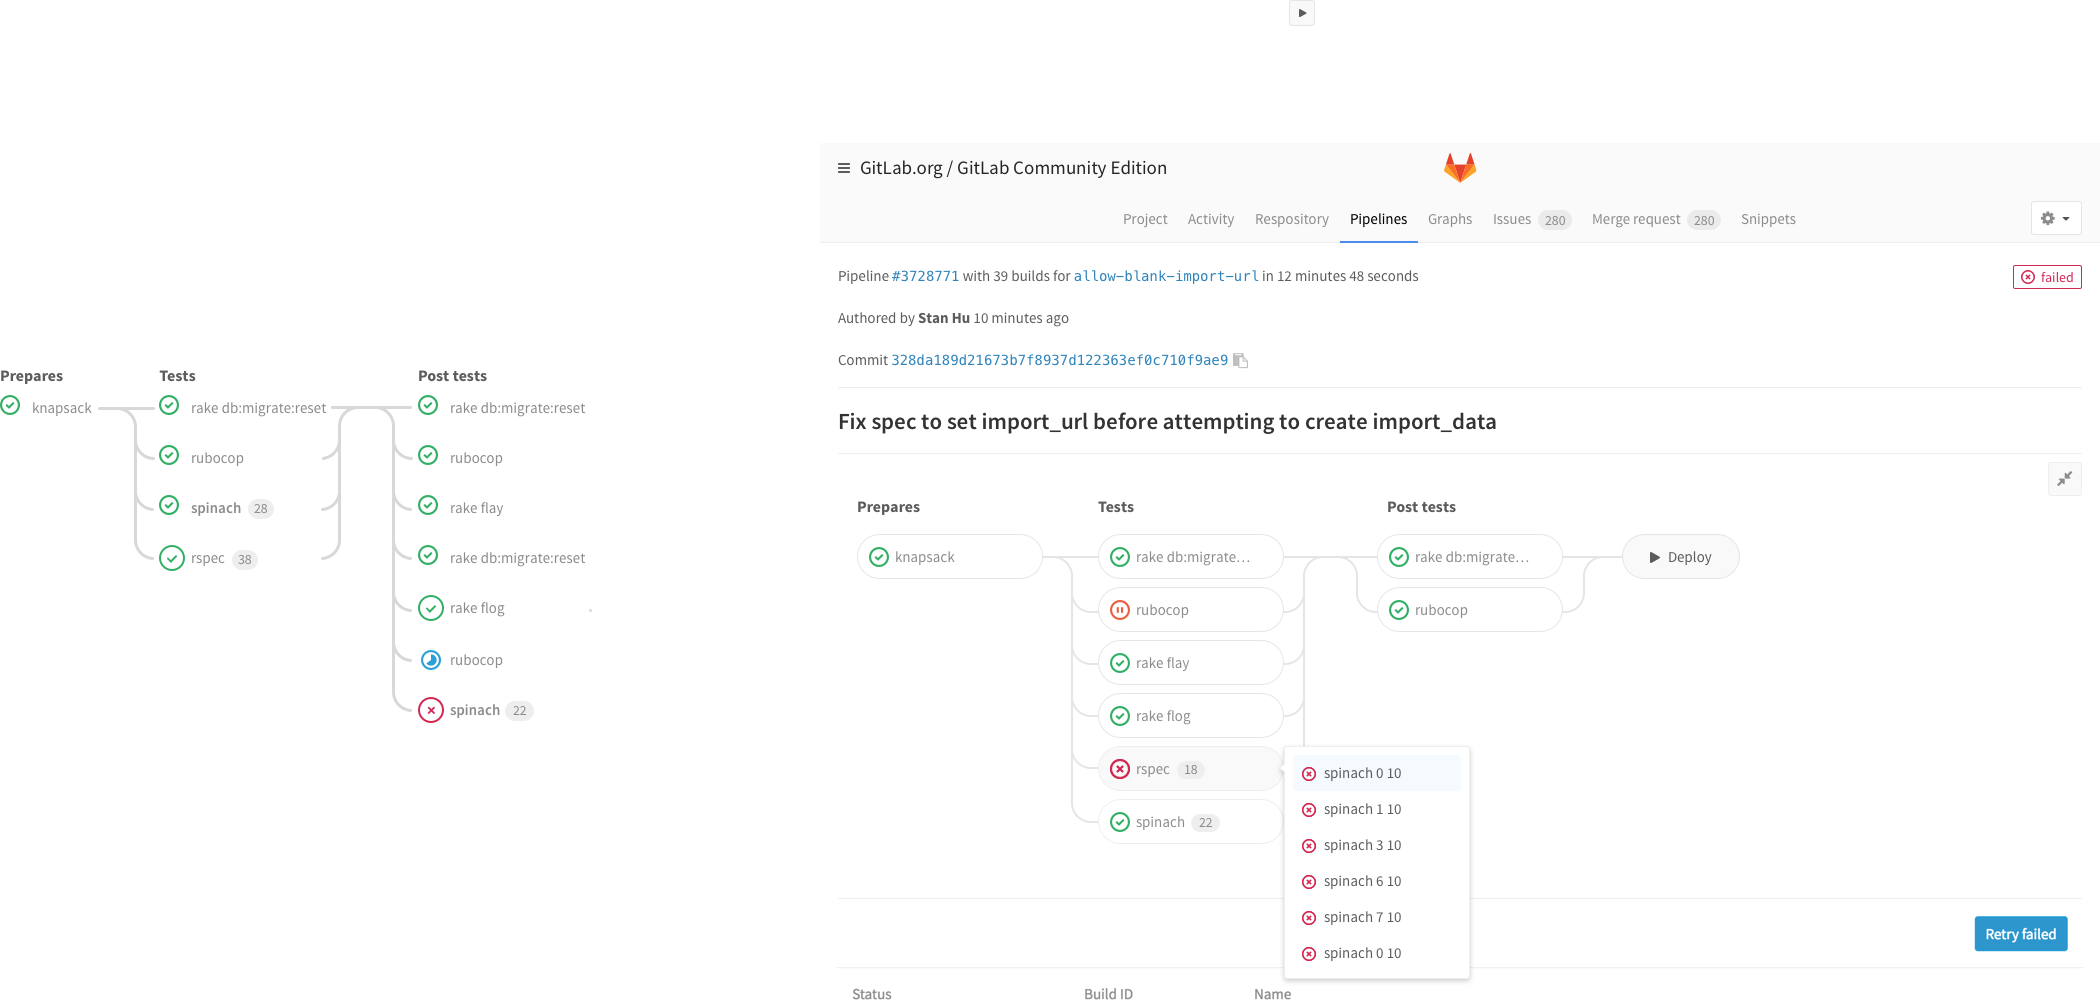 Prepares
knapsack
Tests
rake db:migrate:reset
rubocop
spinach 28
rspec 38
Post tests
rake db:migrate:reset
rubocop
rake flay
rake db:migrate:reset
rake flog
rubocop
spinach 22
GitLab.org / GitLab Community Edition
Project Activity Respository Pipelines Graphs Issues 280 Merge request 280 Snippets
Pipeline #3728771 with 39 builds for allow-blank-import-url in 12 minutes 48 seconds
failed
Authored by Stan Hu 10 minutes ago
Commit 328da189d21673b7f8937d122363ef0c710f9ae9
Fix spec to set import_url before attempting to create import_data
Prepares
knapsack
Tests
rake db:migrate…
rubocop
rake flay
rake flog
rspec 18
spinach 22
spinach 0 10
spinach 1 10
spinach 3 10
spinach 6 10
spinach 7 10
spinach 0 10
Post tests
rake db:migrate…
rubocop
Deploy
Retry failed
Status Build ID Name